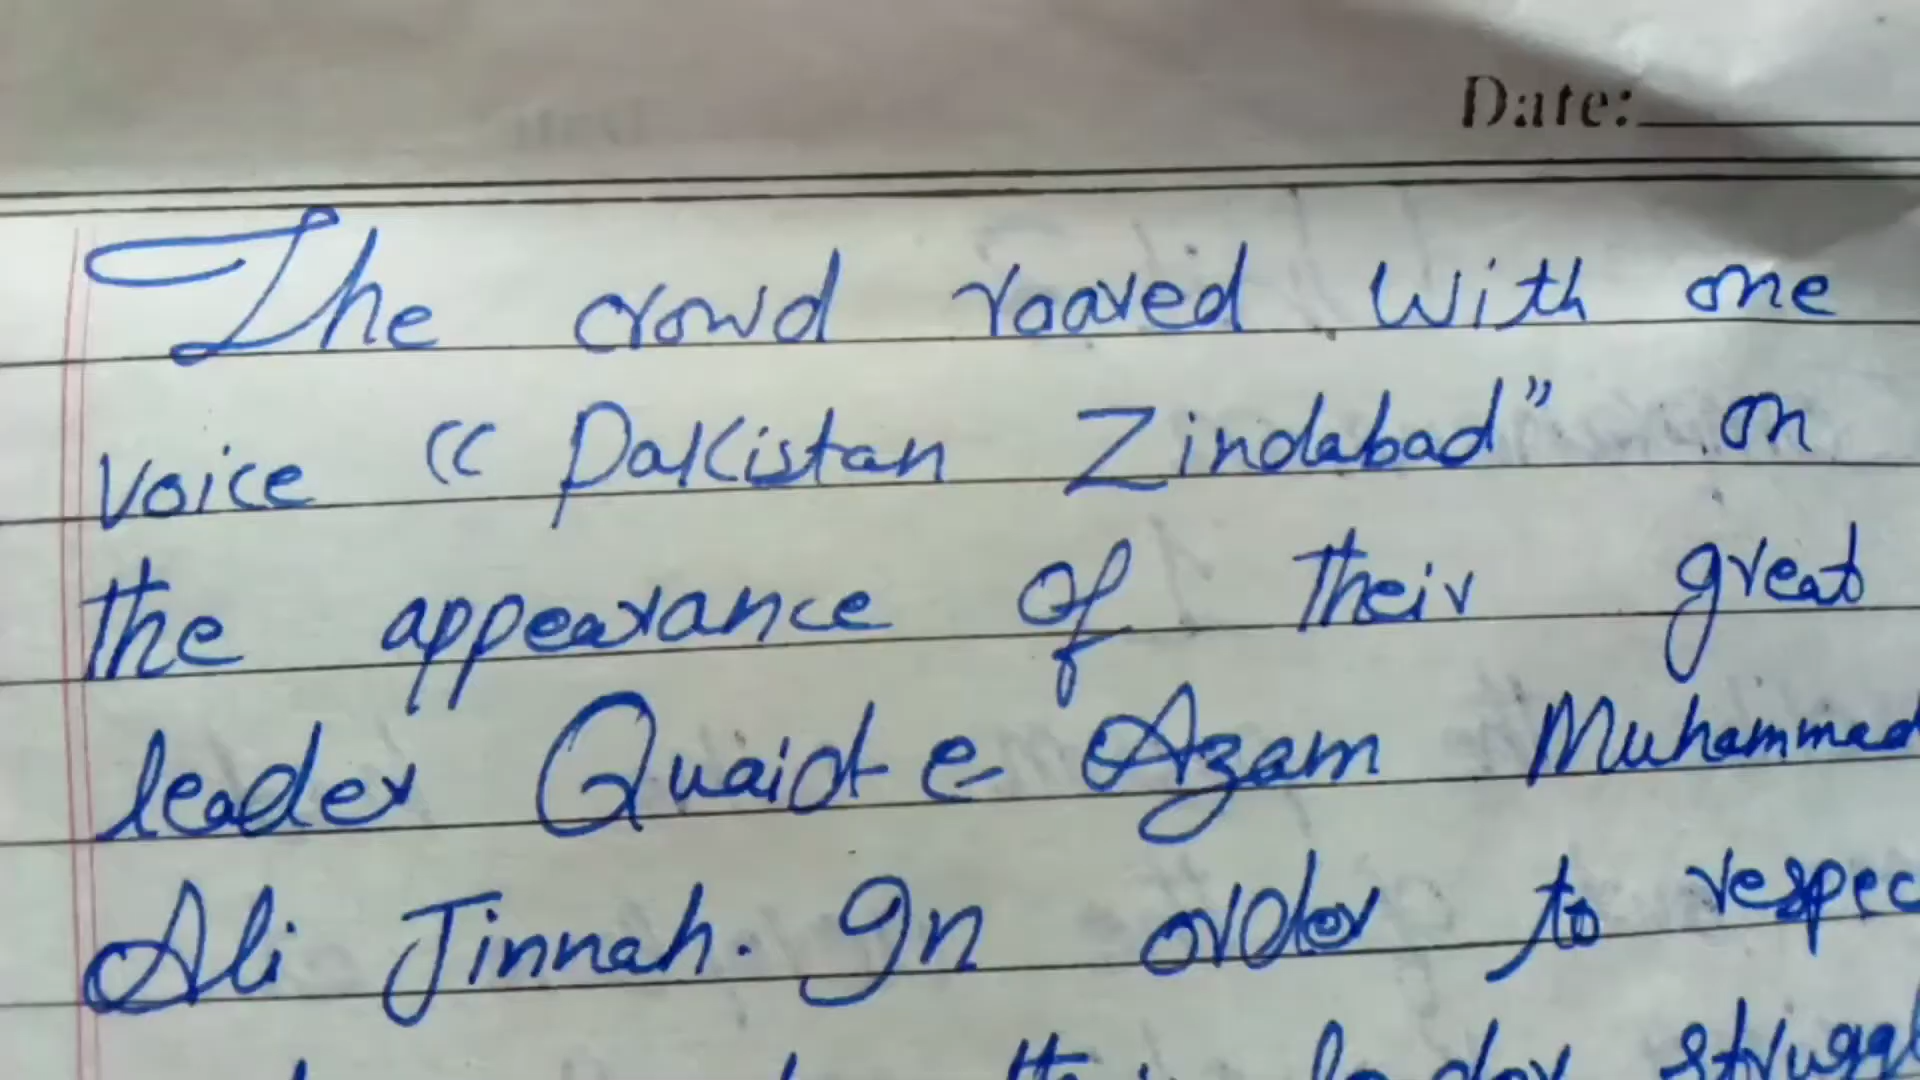 Date:
The crowd roared with one
voice "Pakistan Zindabad" on
the appearance of their great
leader Quaid-e-Azam Muhammad
Ali Jinnah. In order to respec